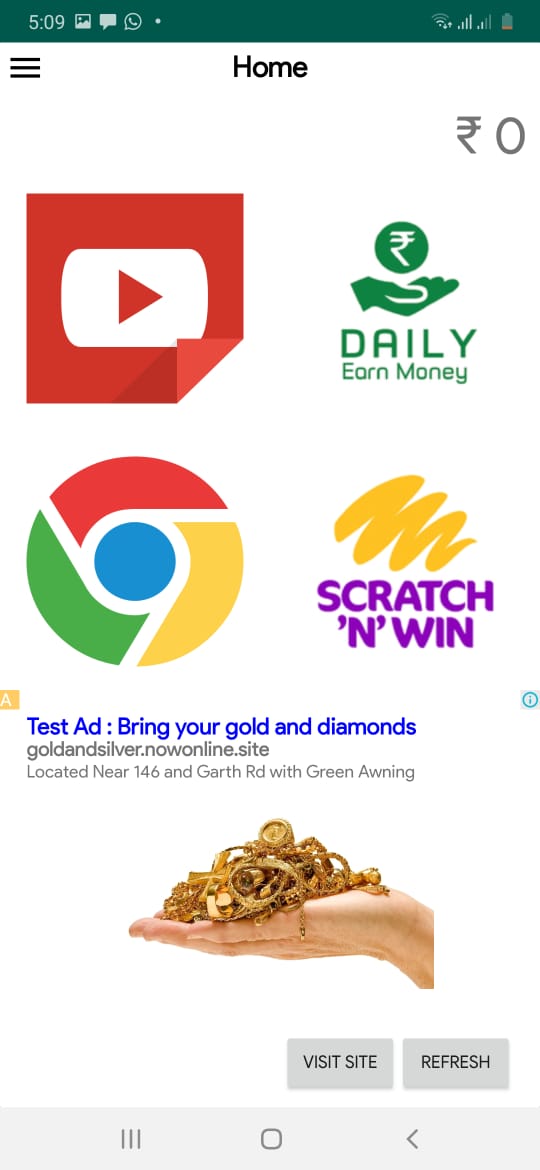 5:09
Home
₹ 0
₹
DAILY
Earn Money
SCRATCH
'N' WIN
A
Test Ad : Bring your gold and diamonds
goldandsilver.nowonline.site
Located Near 146 and Garth Rd with Green Awning
VISIT SITE
REFRESH